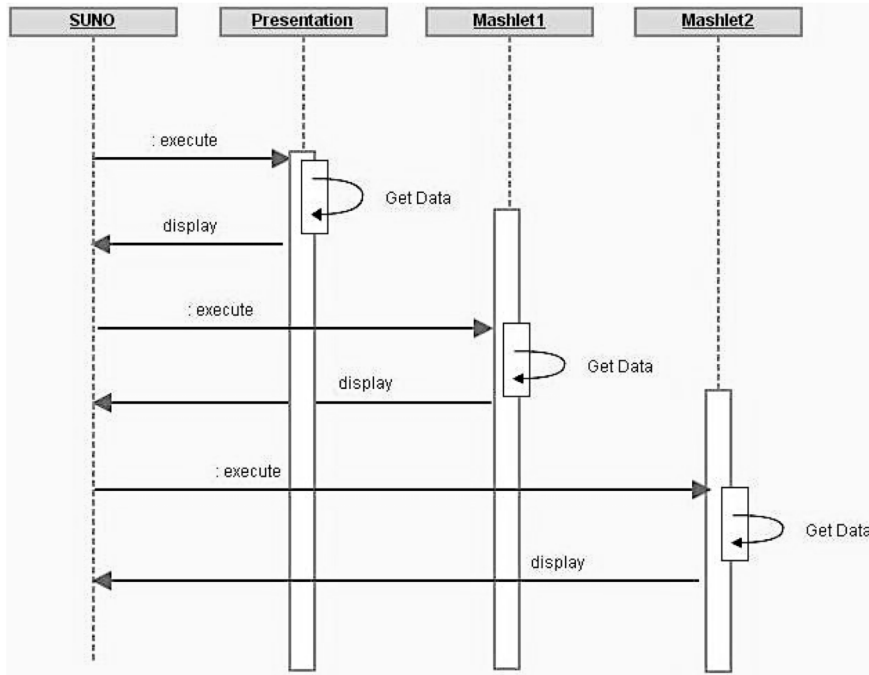 SUNO Presentation Mashlet1 Mashlet2
: execute
Get Data
display
: execute
Get Data
display
: execute
Get Data
display